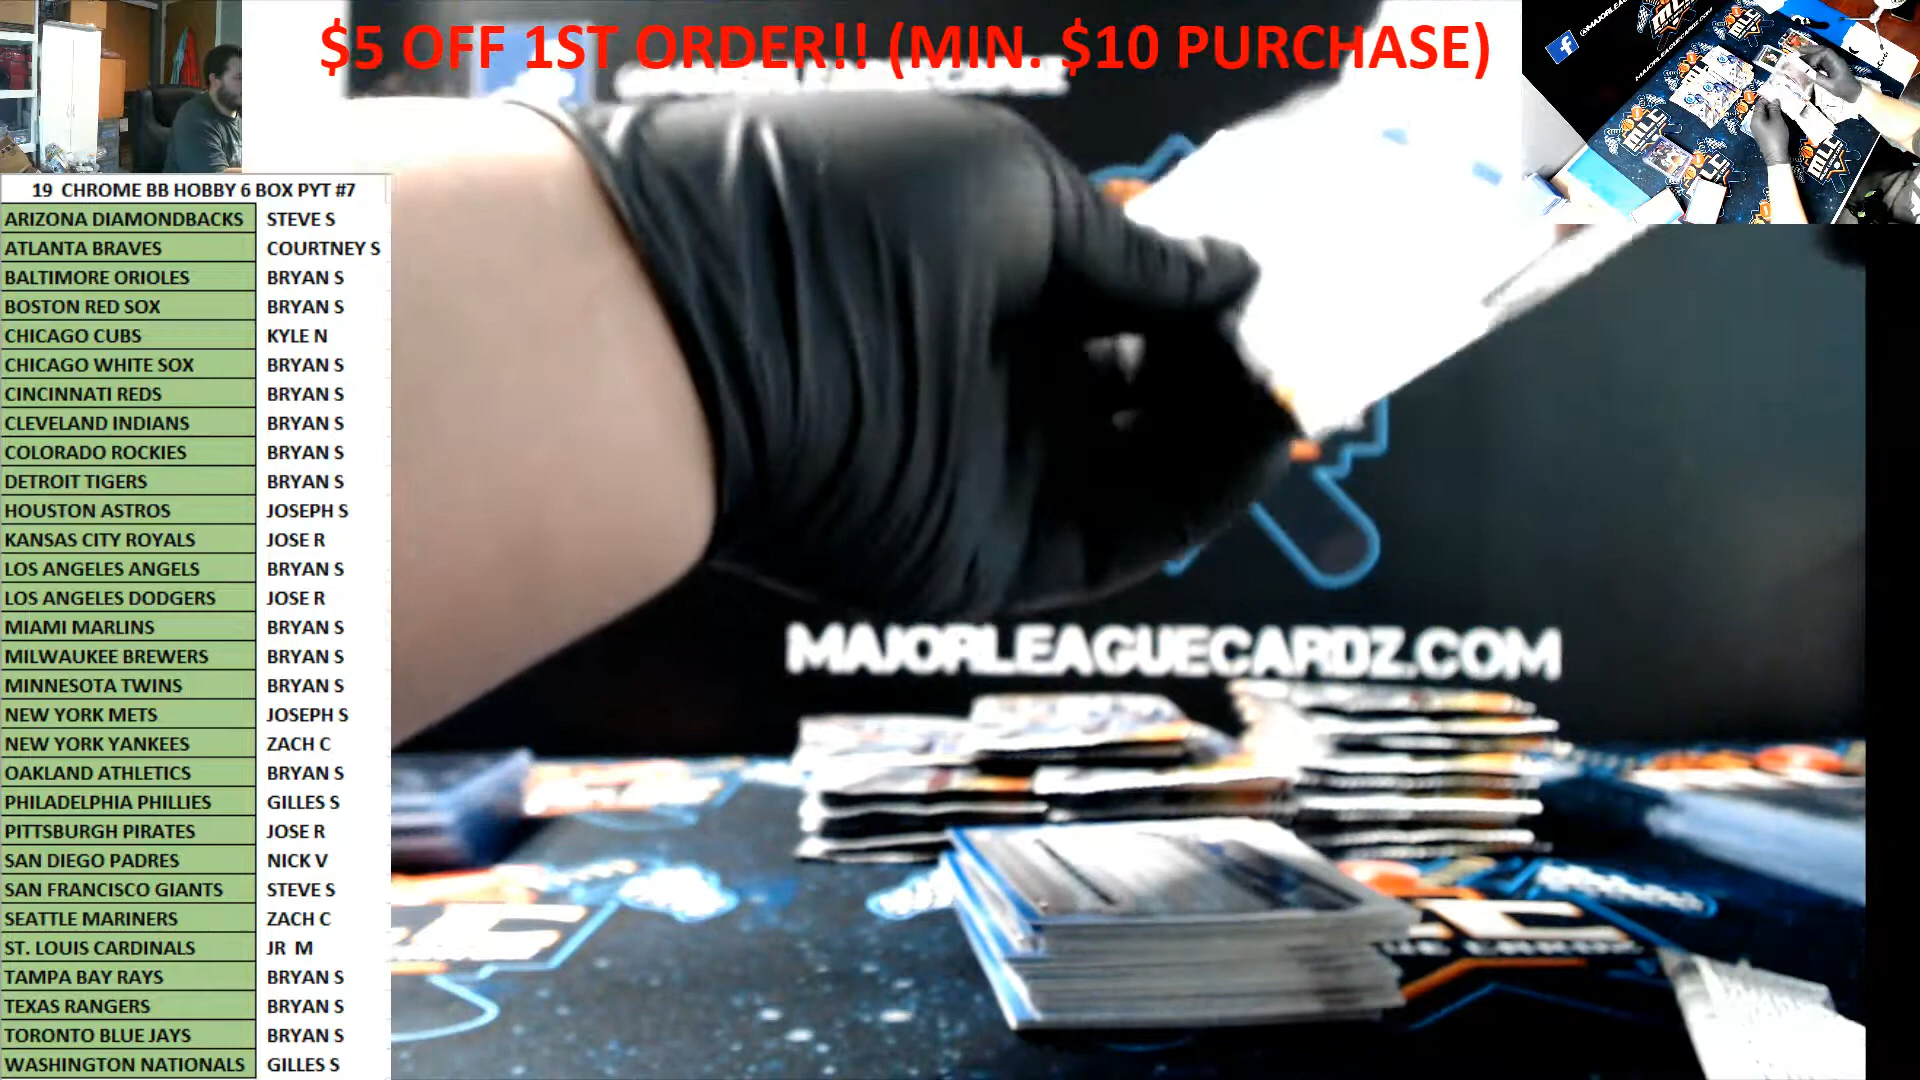 $5 OFF 1ST ORDER!! (MIN. $10 PURCHASE)
19 CHROME BB HOBBY 6 BOX PYT #7
ARIZONA DIAMONDBACKS STEVE S
ATLANTA BRAVES COURTNEY S
BALTIMORE ORIOLES BRYAN S
BOSTON RED SOX BRYAN S
CHICAGO CUBS KYLE N
CHICAGO WHITE SOX BRYAN S
CINCINNATI REDS BRYAN S
CLEVELAND INDIANS BRYAN S
COLORADO ROCKIES BRYAN S
DETROIT TIGERS BRYAN S
HOUSTON ASTROS JOSEPH S
KANSAS CITY ROYALS JOSE R
LOS ANGELES ANGELS BRYAN S
LOS ANGELES DODGERS JOSE R
MIAMI MARLINS BRYAN S
MILWAUKEE BREWERS BRYAN S
MINNESOTA TWINS BRYAN S
NEW YORK METS JOSEPH S
NEW YORK YANKEES ZACH C
OAKLAND ATHLETICS BRYAN S
PHILADELPHIA PHILLIES GILLES S
PITTSBURGH PIRATES JOSE R
SAN DIEGO PADRES NICK V
SAN FRANCISCO GIANTS STEVE S
SEATTLE MARINERS ZACH C
ST. LOUIS CARDINALS JR M
TAMPA BAY RAYS BRYAN S
TEXAS RANGERS BRYAN S
TORONTO BLUE JAYS BRYAN S
WASHINGTON NATIONALS GILLES S
MAJORLEAGUECARDZ.COM
MLC
MLC
MLC